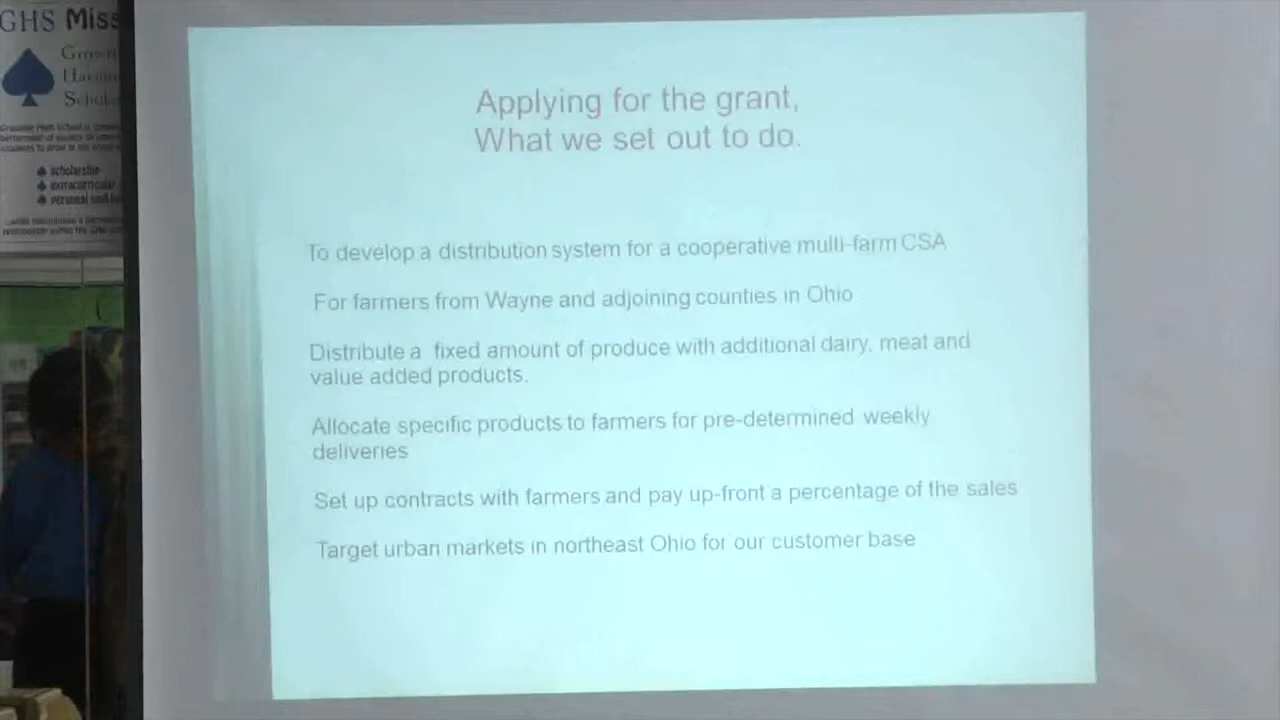 GHS Miss
Applying for the grant,
What we set out to do.
To develop a distribution system for a cooperative multi-farm CSA
For farmers from Wayne and adjoining counties in Ohio
Distribute a fixed amount of produce with additional dairy, meat and
value added products.
Allocate specific products to farmers for pre-determined weekly
deliveries
Set up contracts with farmers and pay up-front a percentage of the sales
Target urban markets in northeast Ohio for our customer base
scholarship
extracurricular
personal